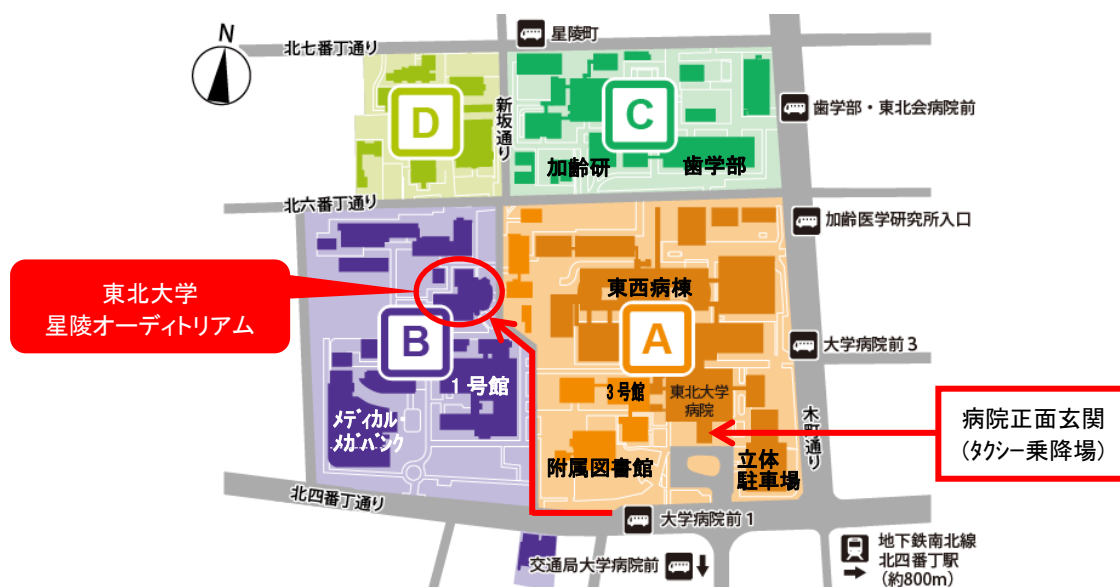 N
北七番丁通り
星陵町
新坂通り
D
C
歯学部・東北会病院前
加齢研
歯学部
北六番丁通り
加齢医学研究所入口
東北大学
星陵オーディトリアム
東西病棟
B
A
大学病院前3
1号館
3号館
東北大学
病院
木町通り
病院正面玄関
(タクシー乗降場)
メディカル・
メガバンク
附属図書館
立体
駐車場
北四番丁通り
大学病院前1
交通局大学病院前
地下鉄南北線
北四番丁駅
(約800m)